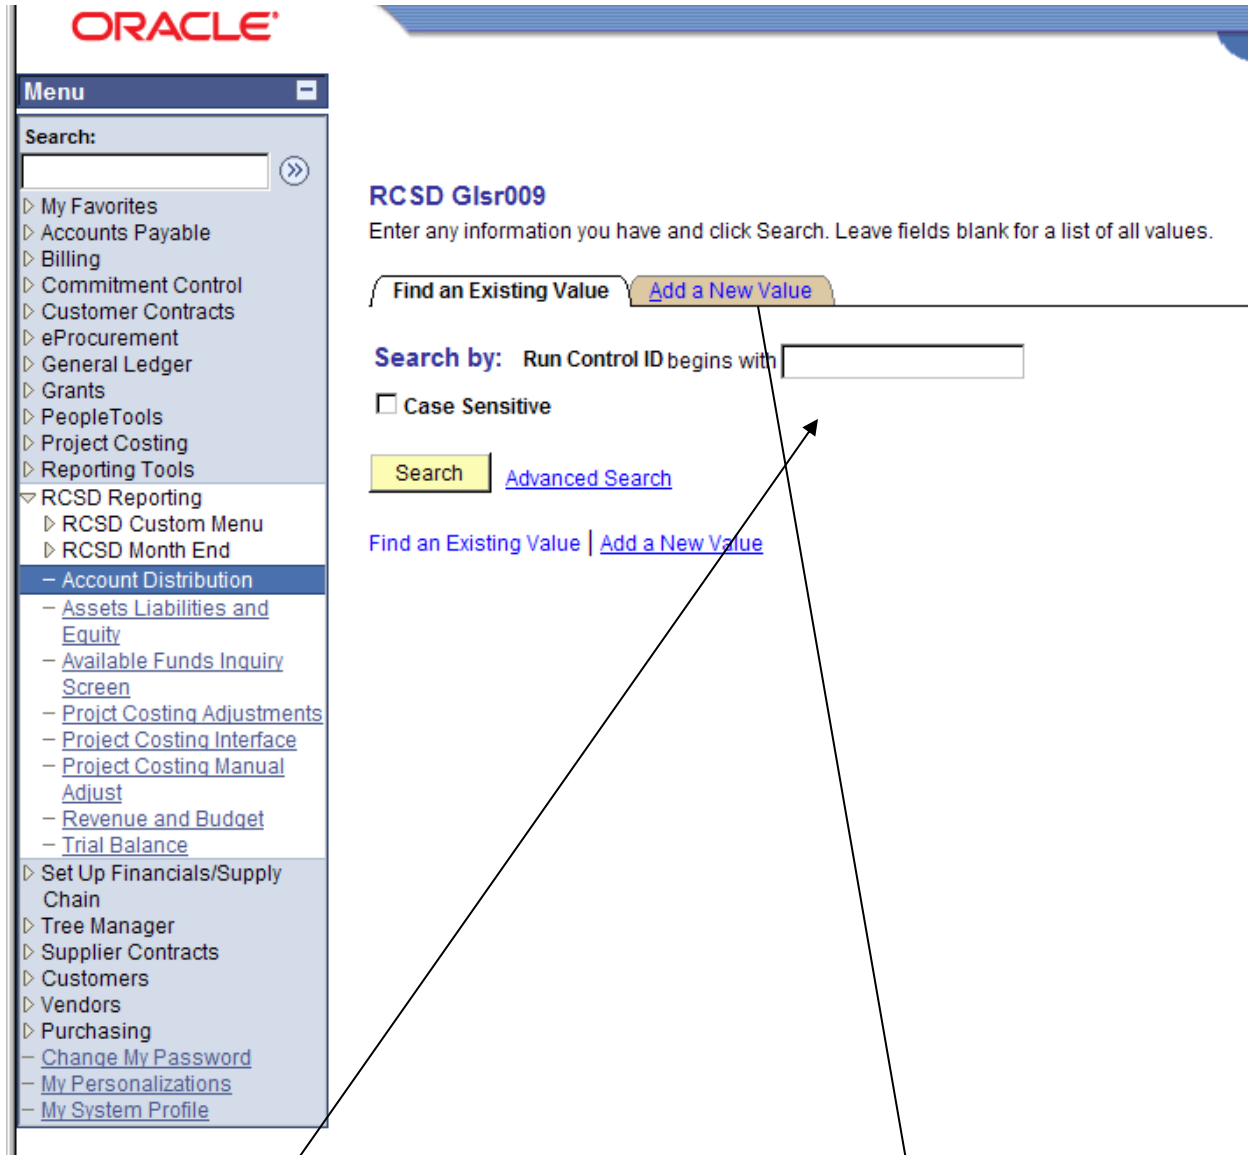 ORACLE
Menu
Search:
My Favorites
Accounts Payable
Billing
Commitment Control
Customer Contracts
eProcurement
General Ledger
Grants
PeopleTools
Project Costing
Reporting Tools
RCSD Reporting
RCSD Custom Menu
RCSD Month End
– Account Distribution
– Assets Liabilities and
Equity
– Available Funds Inquiry
Screen
– Projct Costing Adjustments
– Project Costing Interface
– Project Costing Manual
Adjust
– Revenue and Budget
– Trial Balance
Set Up Financials/Supply
Chain
Tree Manager
Supplier Contracts
Customers
Vendors
Purchasing
– Change My Password
– My Personalizations
– My System Profile
RCSD Glsr009
Enter any information you have and click Search. Leave fields blank for a list of all values.
Find an Existing Value Add a New Value
Search by: Run Control ID begins with
Case Sensitive
Search Advanced Search
Find an Existing Value | Add a New Value